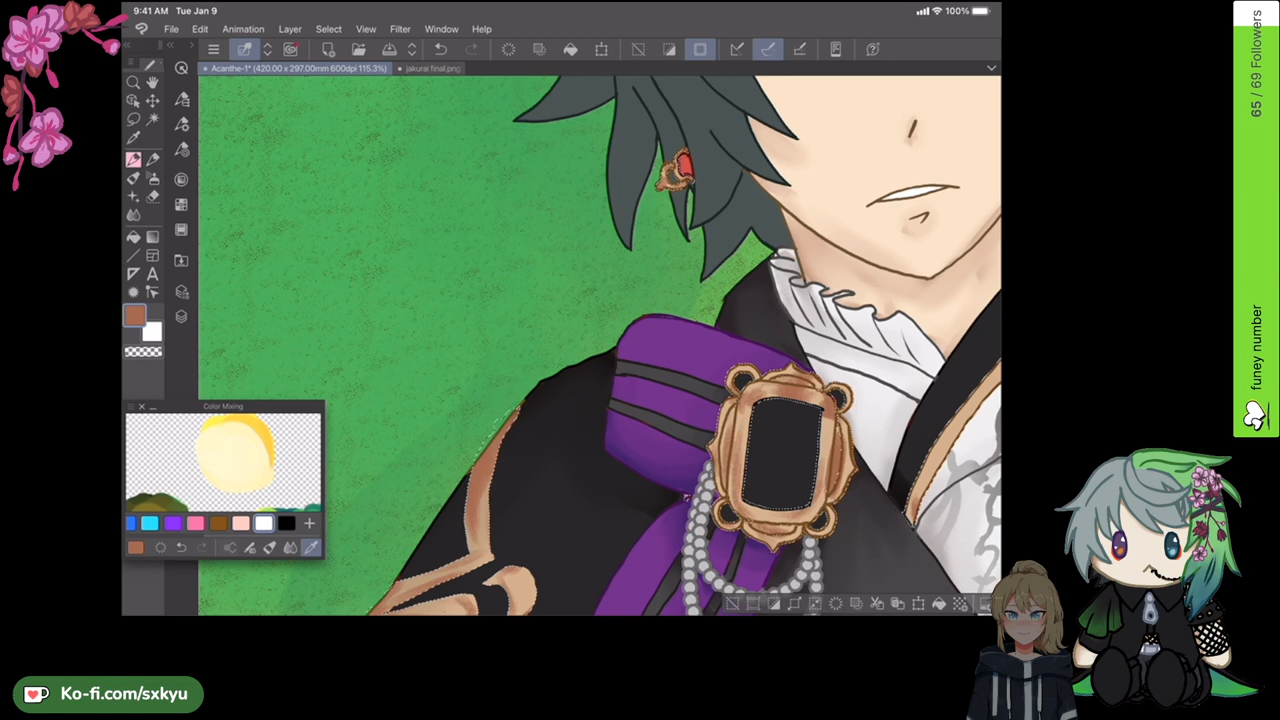 9:41 AM Tue Jan 9
100%
File Edit Animation Layer Select View Filter Window Help
Acanthe-1* (420.00 x 297.00mm 600dpi 115.3%)
jakurai final.png
Color Mixing
65 / 69 Followers
funey number
Ko-fi.com/sxkyu